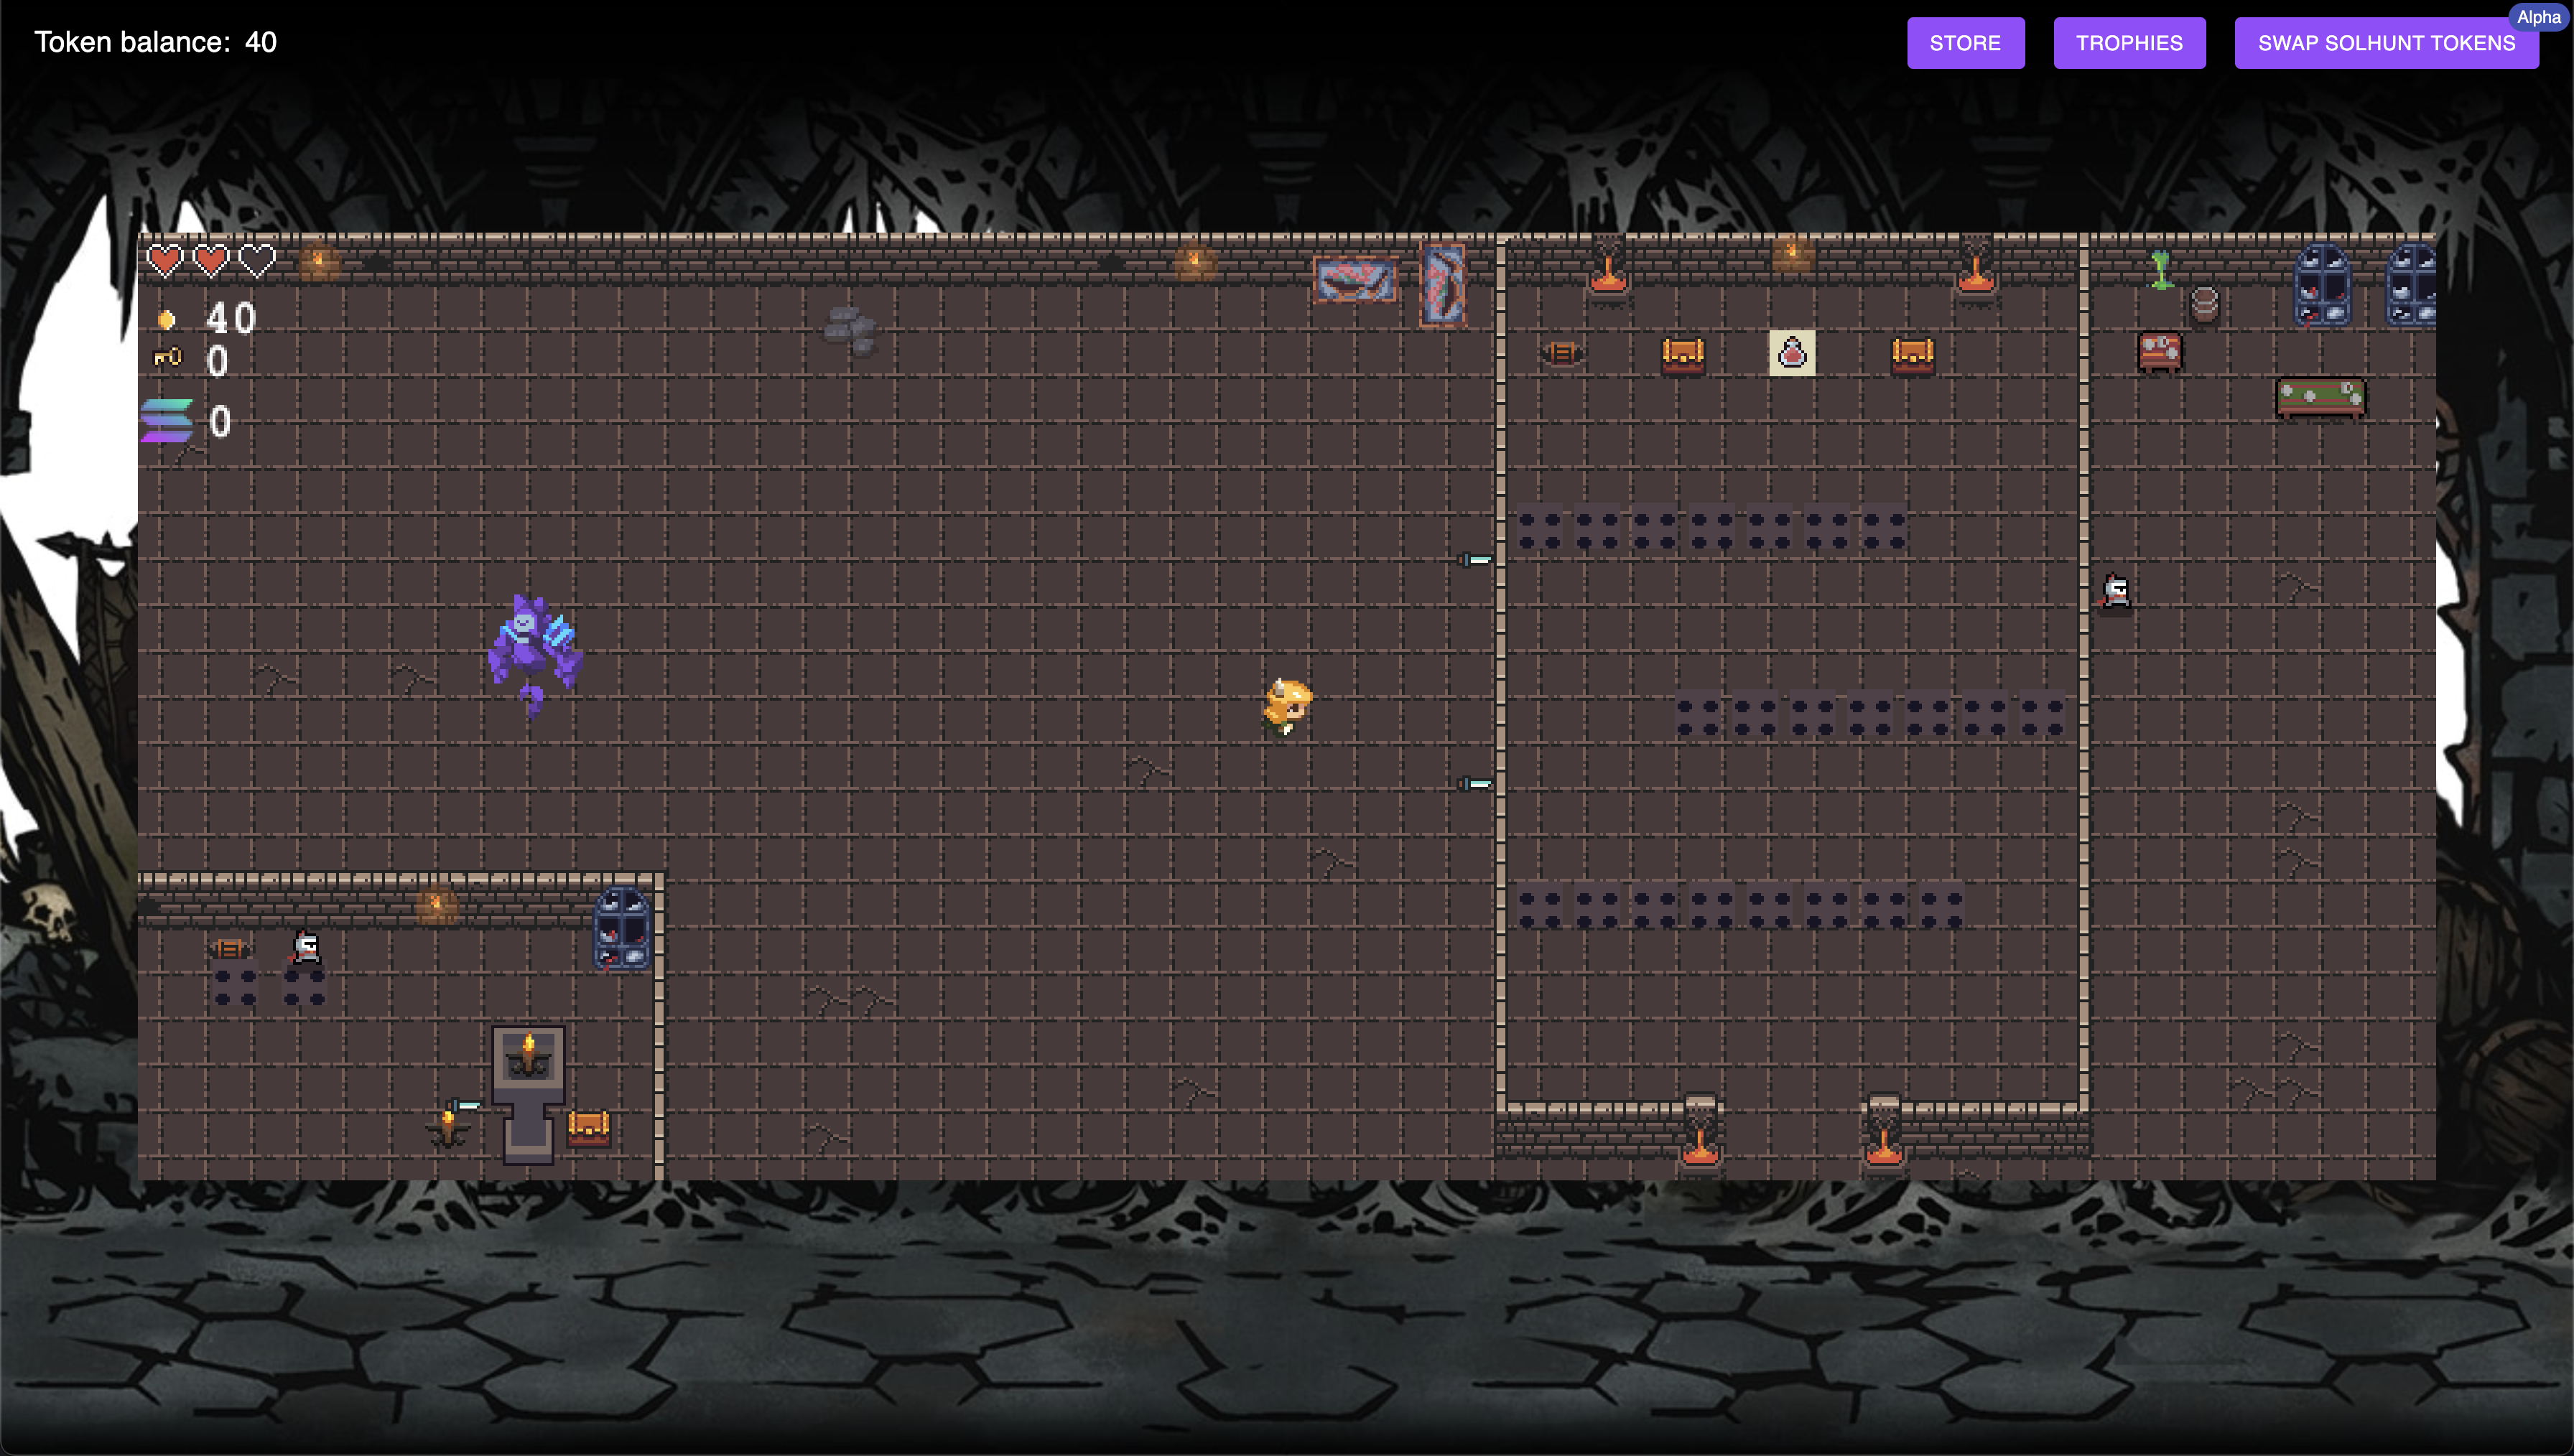 Token balance: 40
STORE
TROPHIES
SWAP SOLHUNT TOKENS
Alpha
40
0
0